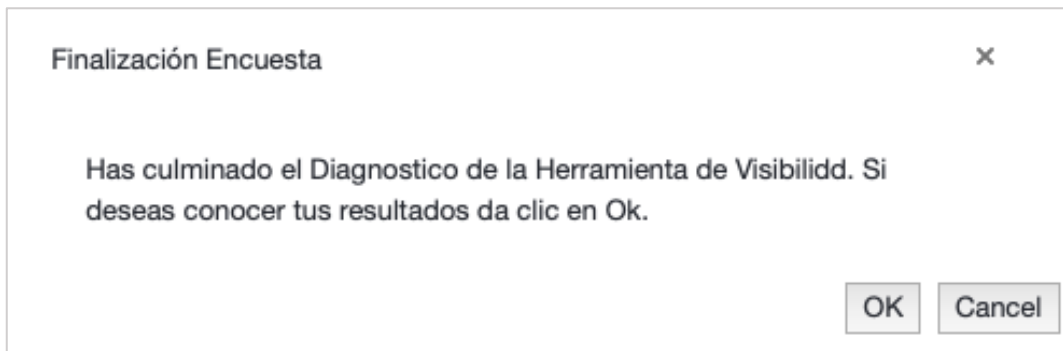 Finalización Encuesta ×
Has culminado el Diagnostico de la Herramienta de Visibilidd. Si
deseas conocer tus resultados da clic en Ok.
OK Cancel